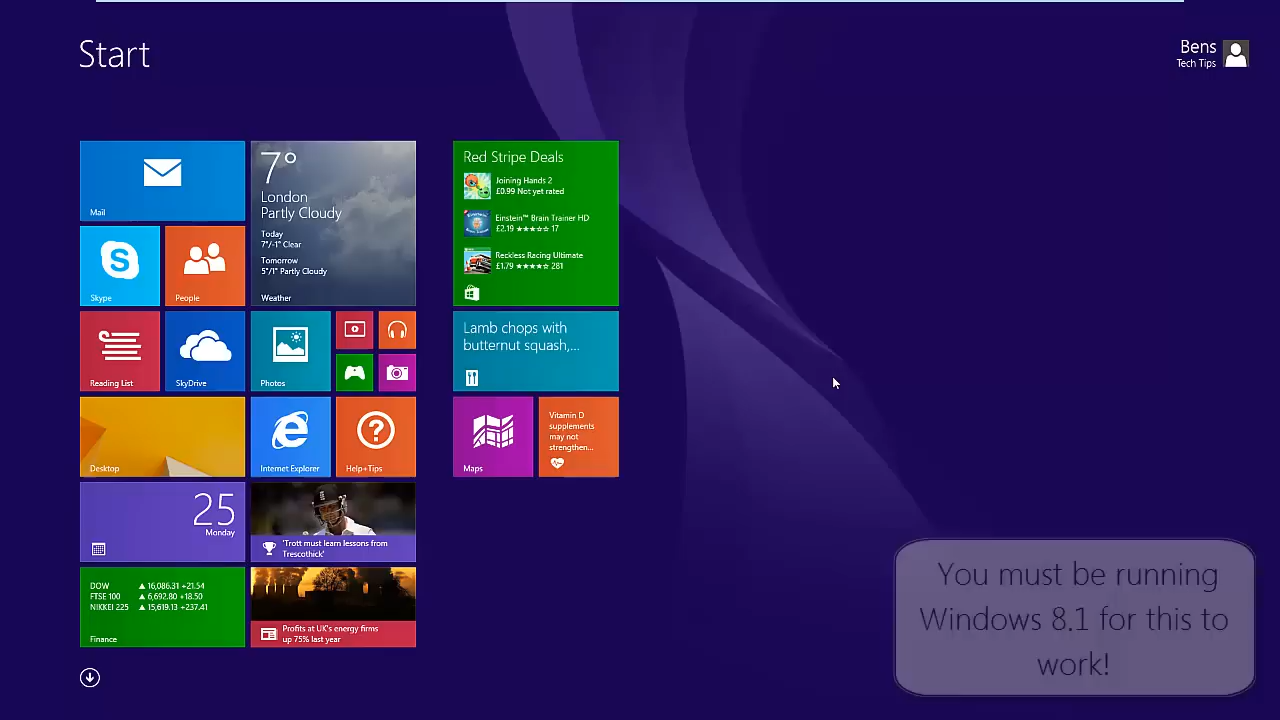 Start
Bens
Tech Tips
Mail
7°
London
Partly Cloudy
Today
7°/-1° Clear
Tomorrow
5°/1° Partly Cloudy
Weather
Skype
People
Reading List
SkyDrive
Photos
Desktop
Internet Explorer
Help+Tips
25
Monday
'Trott must learn lessons from
Trescothick'
DOW ▲ 16,086.31 +21.54
FTSE 100 ▲ 6,692.80 +18.50
NIKKEI 225 ▲ 15,619.13 +237.41
Finance
Profits at UK's energy firms
up 75% last year
Red Stripe Deals
Joining Hands 2
£0.99 Not yet rated
Einstein™ Brain Trainer HD
£2.19 ★★★★☆ 17
Reckless Racing Ultimate
£1.79 ★★★★☆ 281
Lamb chops with
butternut squash,...
Maps
Vitamin D
supplements
may not
strengthen...
You must be running
Windows 8.1 for this to
work!